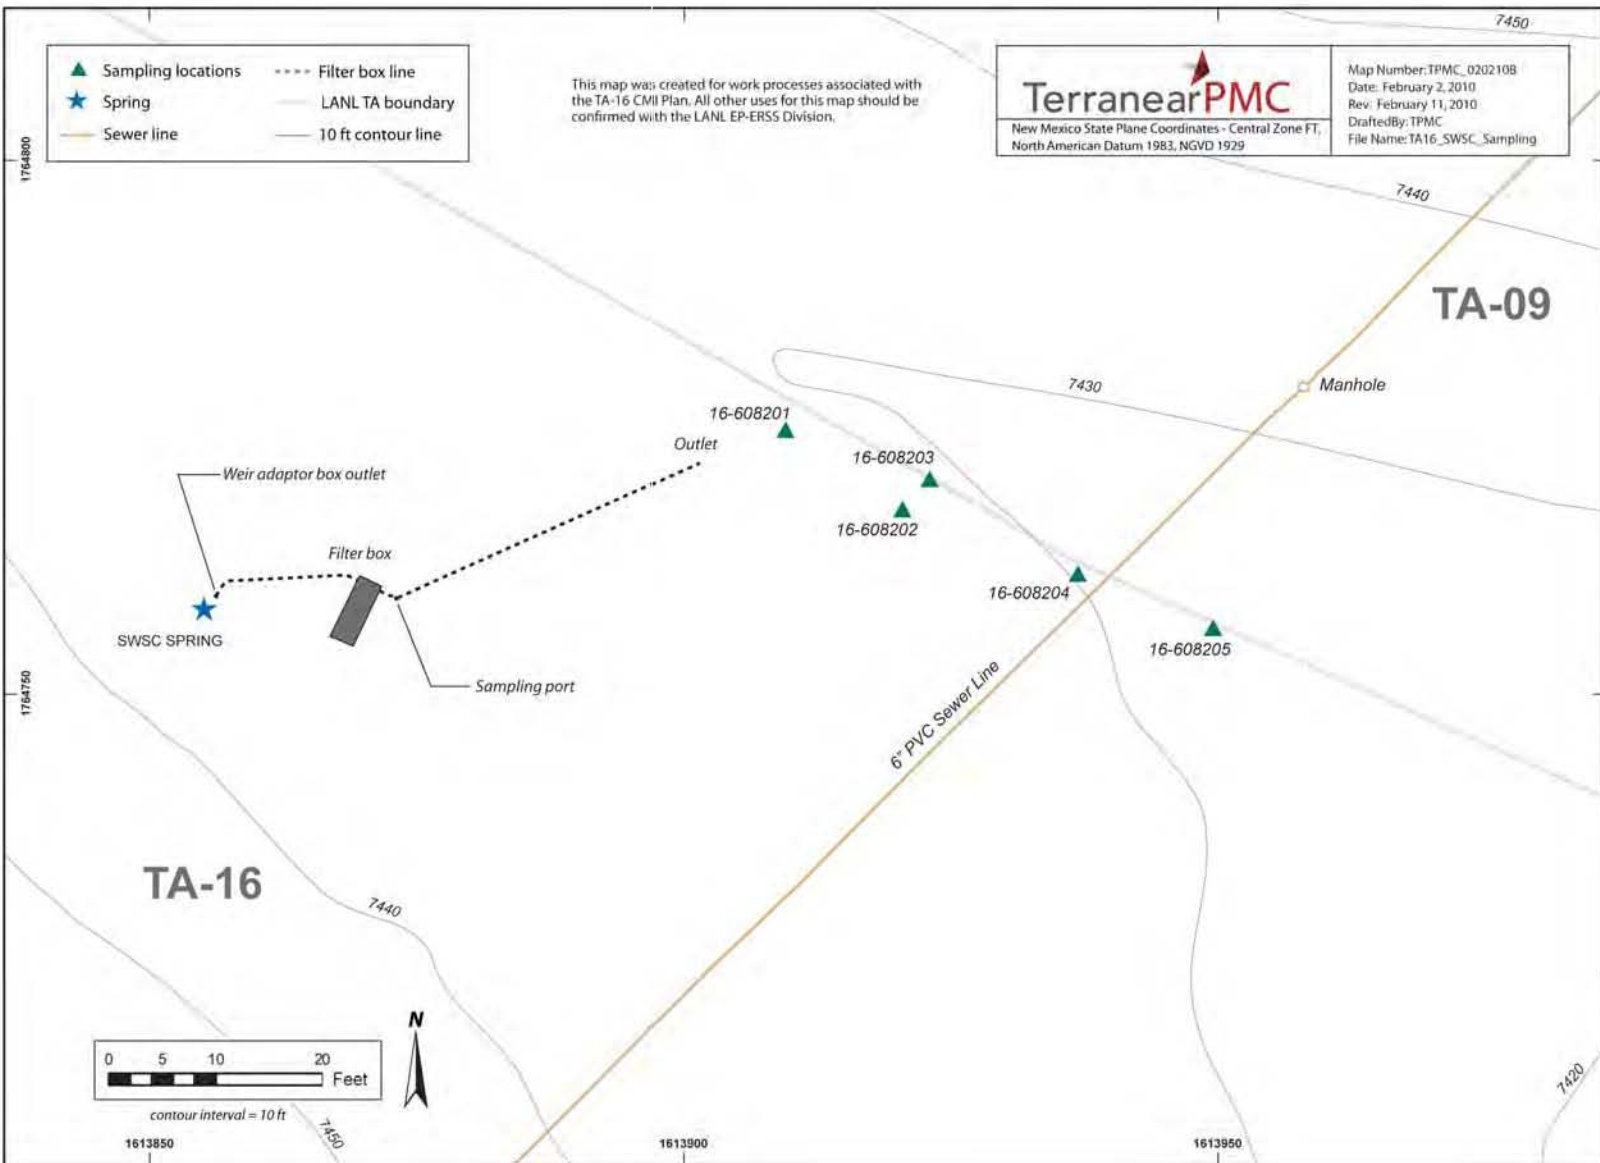 7450
Sampling locations
Filter box line
Spring
LANL TA boundary
Sewer line
10 ft contour line
This map was created for work processes associated with
the TA-16 CMII Plan. All other uses for this map should be
confirmed with the LANL EP-ERSS Division.
TerranearPMC
New Mexico State Plane Coordinates - Central Zone FT,
North American Datum 1983, NGVD 1929
Map Number: TPMC_020210B
Date: February 2, 2010
Rev: February 11, 2010
DraftedBy: TPMC
File Name: TA16_SWSC_Sampling
1764800
7440
TA-09
7430
Manhole
16-608201
Outlet
16-608203
Weir adaptor box outlet
16-608202
Filter box
16-608204
SWSC SPRING
16-608205
Sampling port
1764750
6" PVC Sewer Line
TA-16
7440
N
0 5 10 20
Feet
contour interval = 10 ft
7450
7420
1613850
1613900
1613950